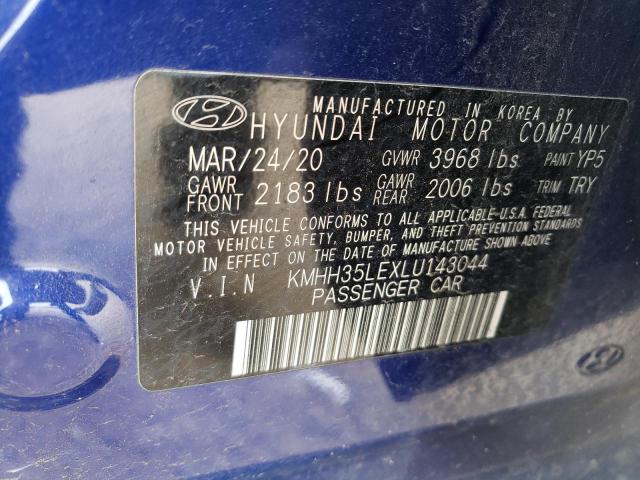 MANUFACTURED IN KOREA BY
HYUNDAI MOTOR COMPANY
MAR/24/20 GVWR 3968 lbs PAINT YP5
GAWR FRONT 2183 lbs GAWR REAR 2006 lbs TRIM TRY
THIS VEHICLE CONFORMS TO ALL APPLICABLE U.S.A. FEDERAL
MOTOR VEHICLE SAFETY, BUMPER, AND THEFT PREVENTION STANDARDS
IN EFFECT ON THE DATE OF MANUFACTURE SHOWN ABOVE
V.I.N KMHH35LEXLU143044
PASSENGER CAR